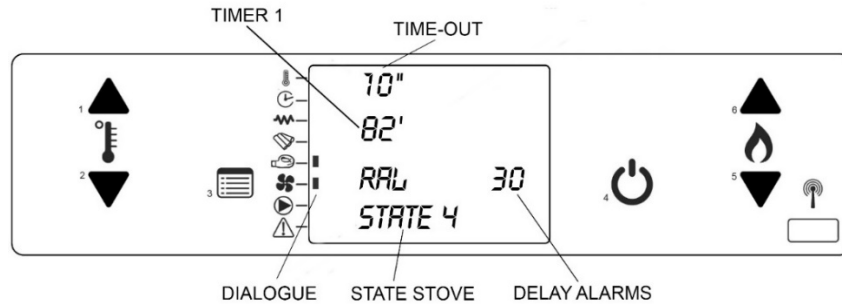 TIMER 1
TIME-OUT
10"
82'
RAL 30
STATE 4
1
2
3
4
6
5
DIALOGUE STATE STOVE DELAY ALARMS